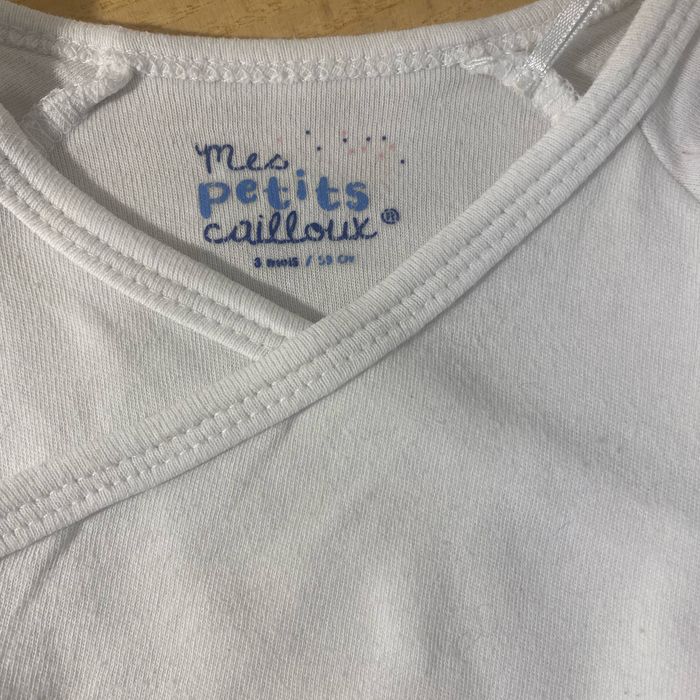 mes
petits
cailloux®
3 mois / 59 cm